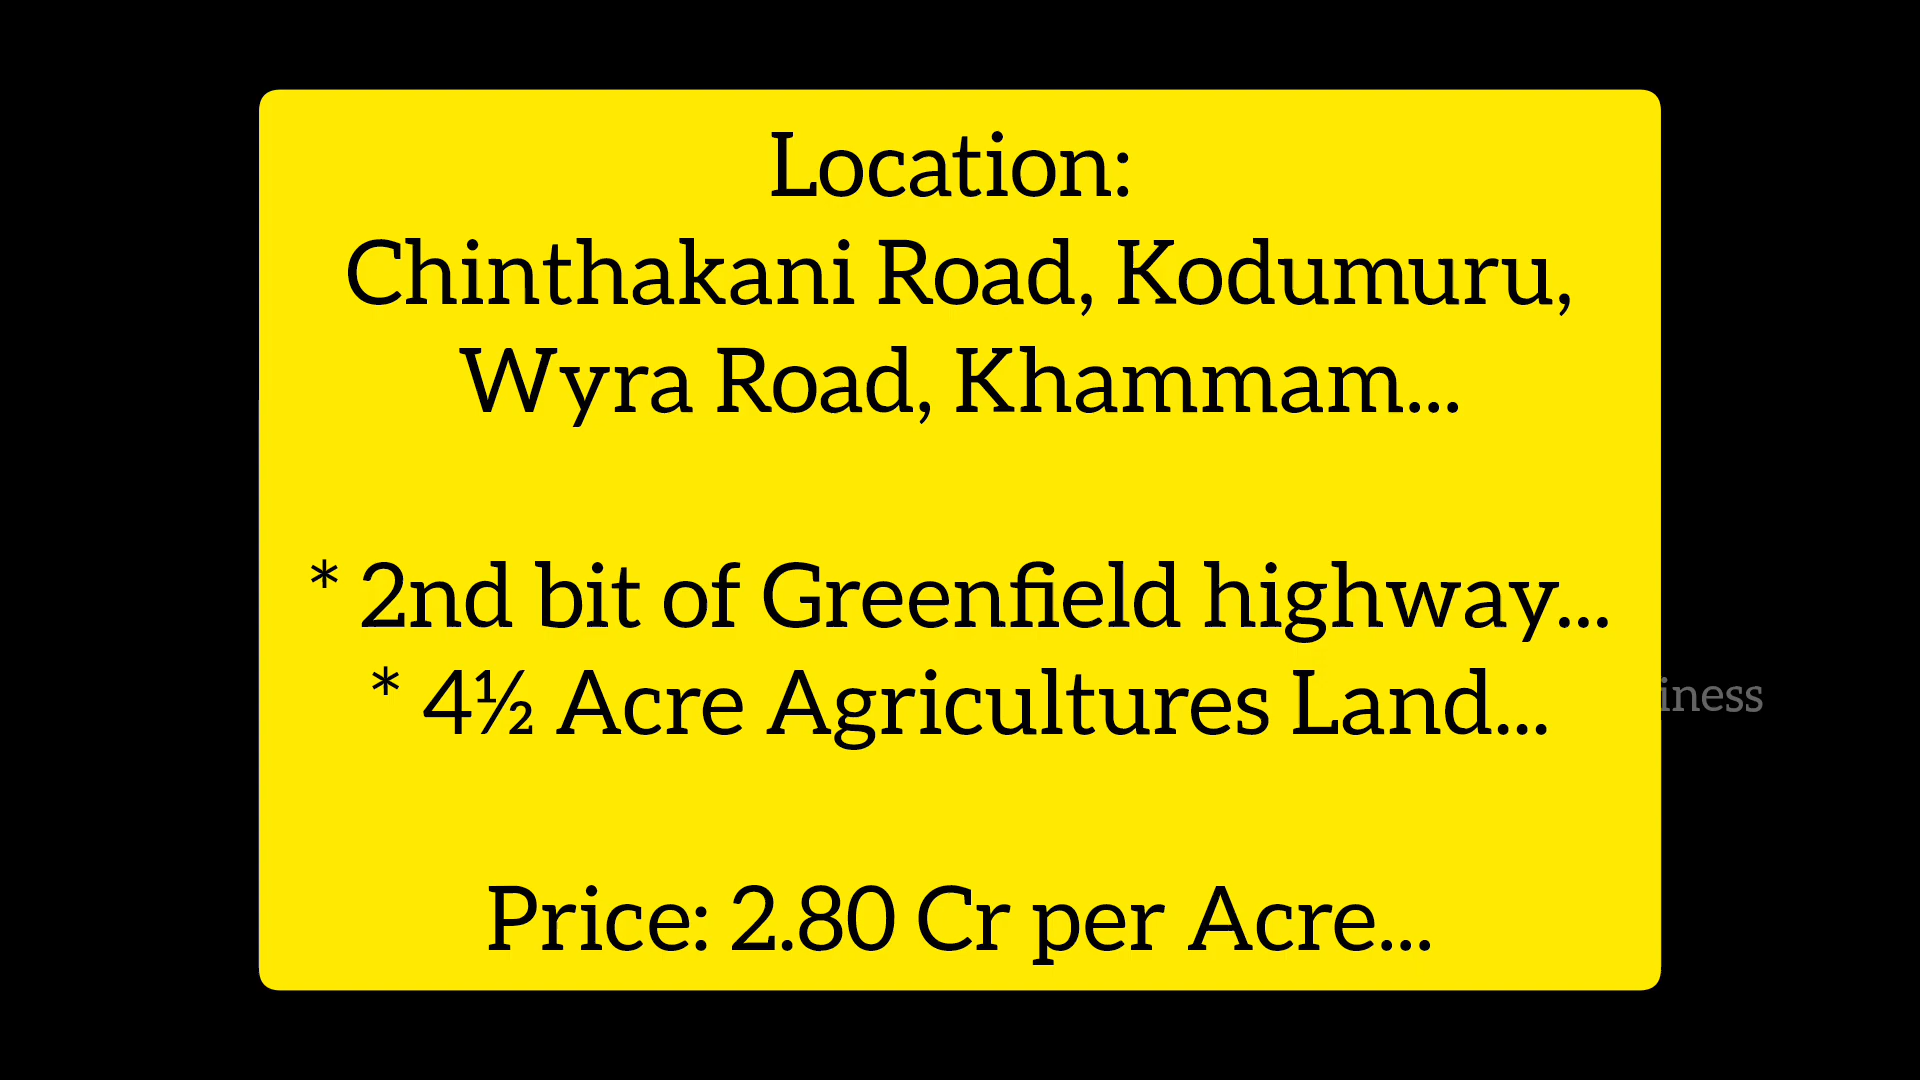 Location:
Chinthakani Road, Kodumuru,
Wyra Road, Khammam...
* 2nd bit of Greenfield highway...
* 4½ Acre Agricultures Land...
Price: 2.80 Cr per Acre...